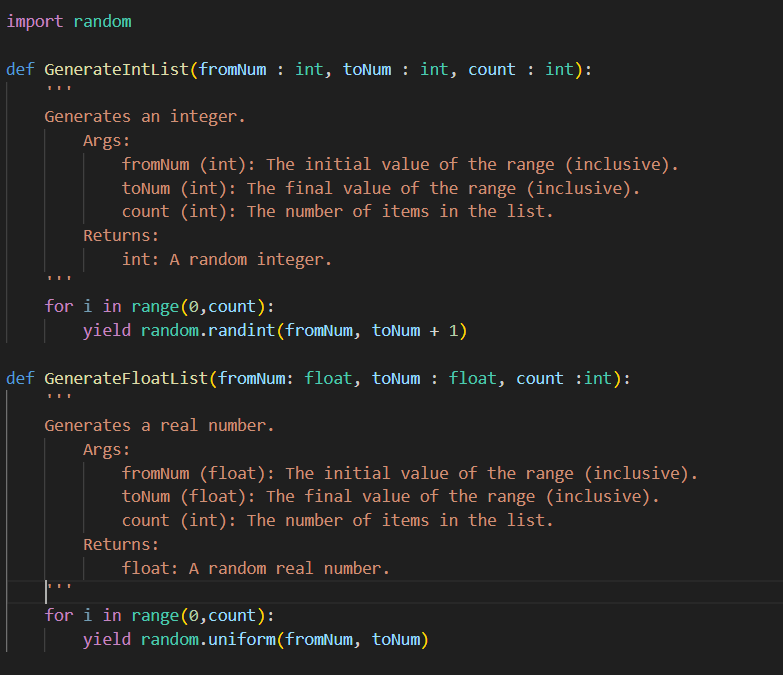 import random
def GenerateIntList(fromNum : int, toNum : int, count : int):
'''
Generates an integer.
Args:
fromNum (int): The initial value of the range (inclusive).
toNum (int): The final value of the range (inclusive).
count (int): The number of items in the list.
Returns:
int: A random integer.
'''
for i in range(0,count):
yield random.randint(fromNum, toNum + 1)
def GenerateFloatList(fromNum: float, toNum : float, count :int):
'''
Generates a real number.
Args:
fromNum (float): The initial value of the range (inclusive).
toNum (float): The final value of the range (inclusive).
count (int): The number of items in the list.
Returns:
float: A random real number.
'''
for i in range(0,count):
yield random.uniform(fromNum, toNum)